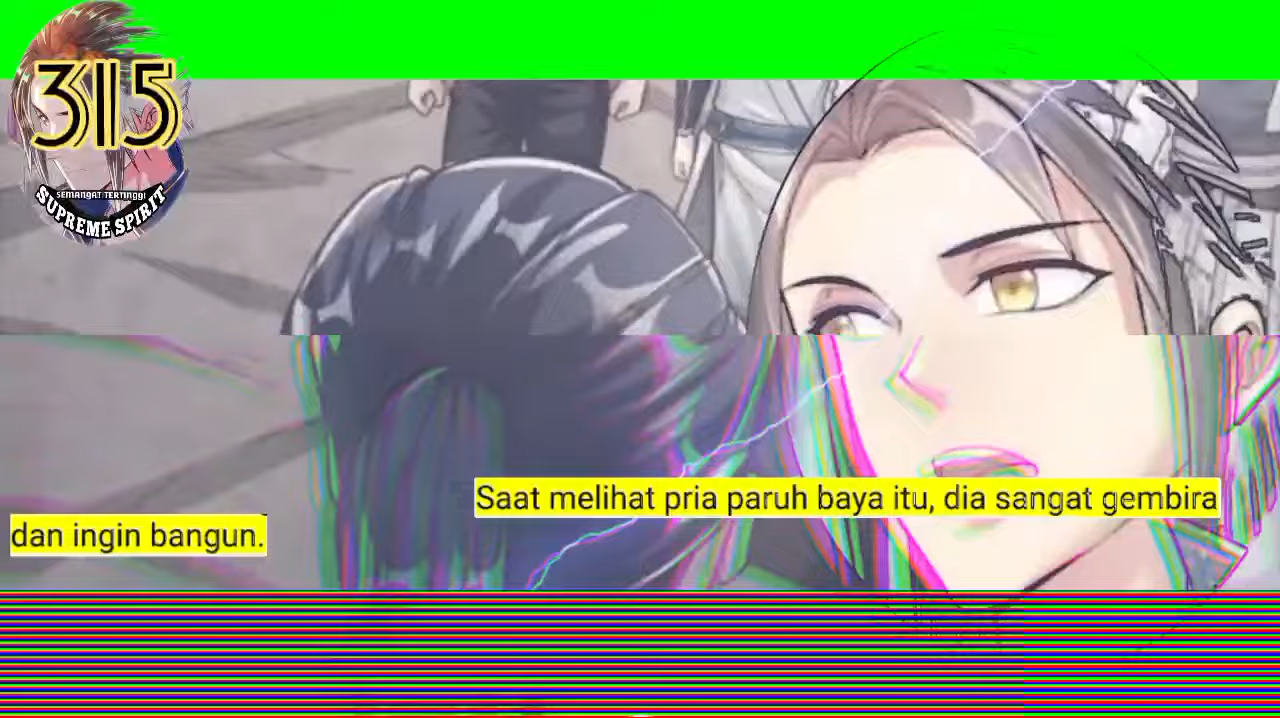 315
SEMANGAT TERTINGGI
SUPREME SPIRIT
Saat melihat pria paruh baya itu, dia sangat gembira
dan ingin bangun.